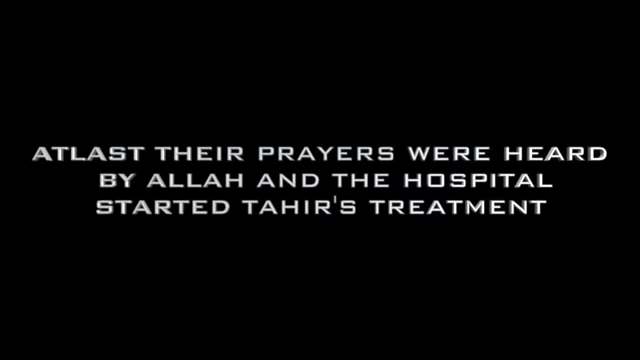 ATLAST THEIR PRAYERS WERE HEARD
BY ALLAH AND THE HOSPITAL
STARTED TAHIR'S TREATMENT